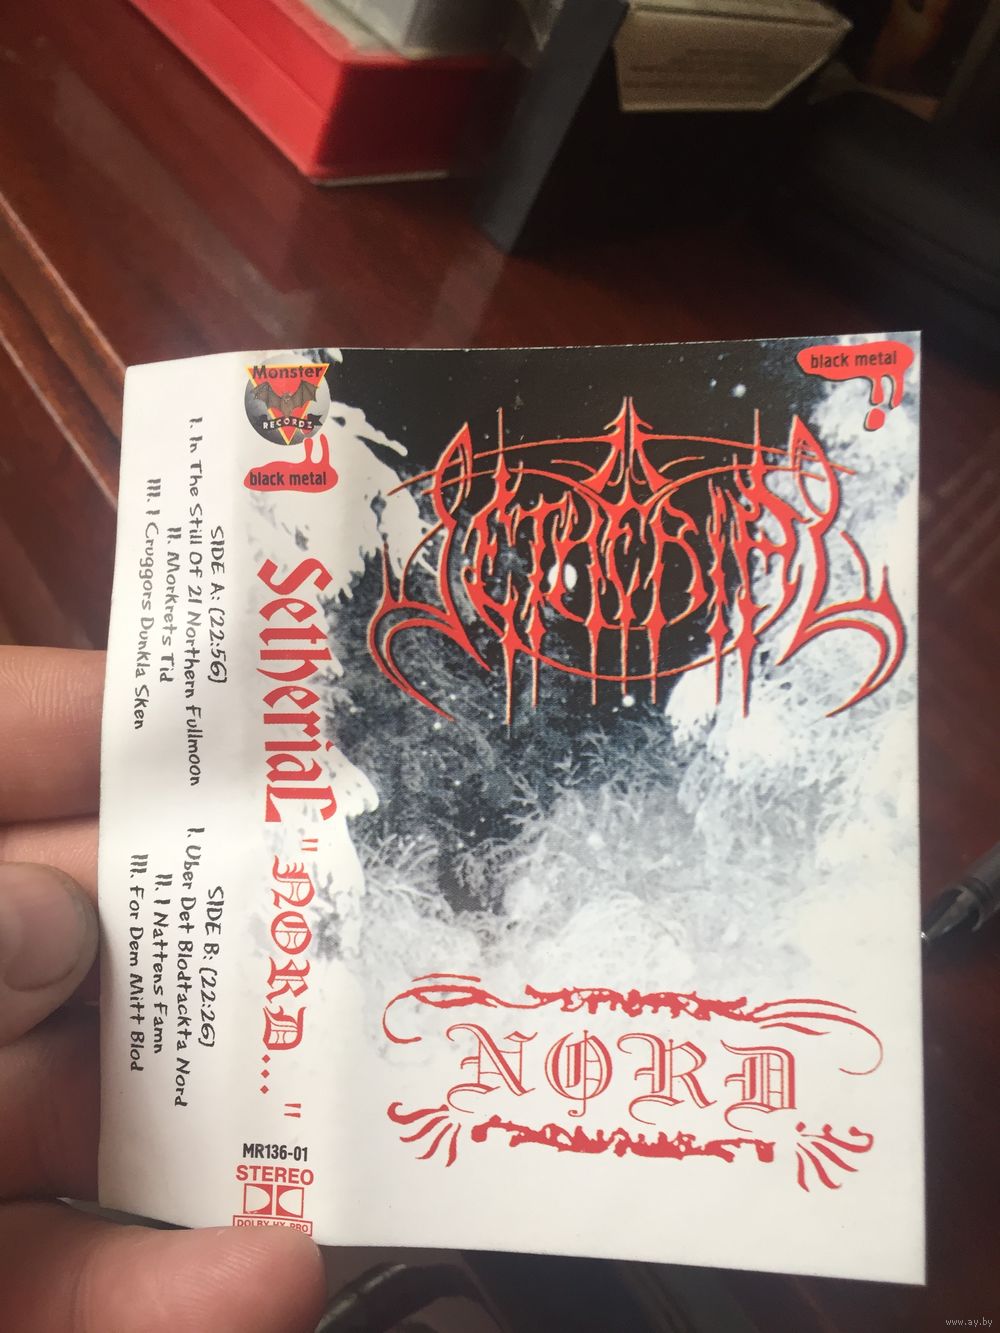 black metal
SETHERIAL
NORD
Monster
RECORDZ
black metal
Setherial "NORD..."
MR136-01
STEREO
DOLBY HX PRO
SIDE A: (22:56)
I. In The Still Of 21 Northern Fullmoon
II. Morkrets Tid
III. I Cruggors Dunkla Sken
SIDE B: (22:26)
I. Uber Det Blodtackta Nord
II. I Nattens Famn
III. For Dem Mitt Blod
www.ay.by